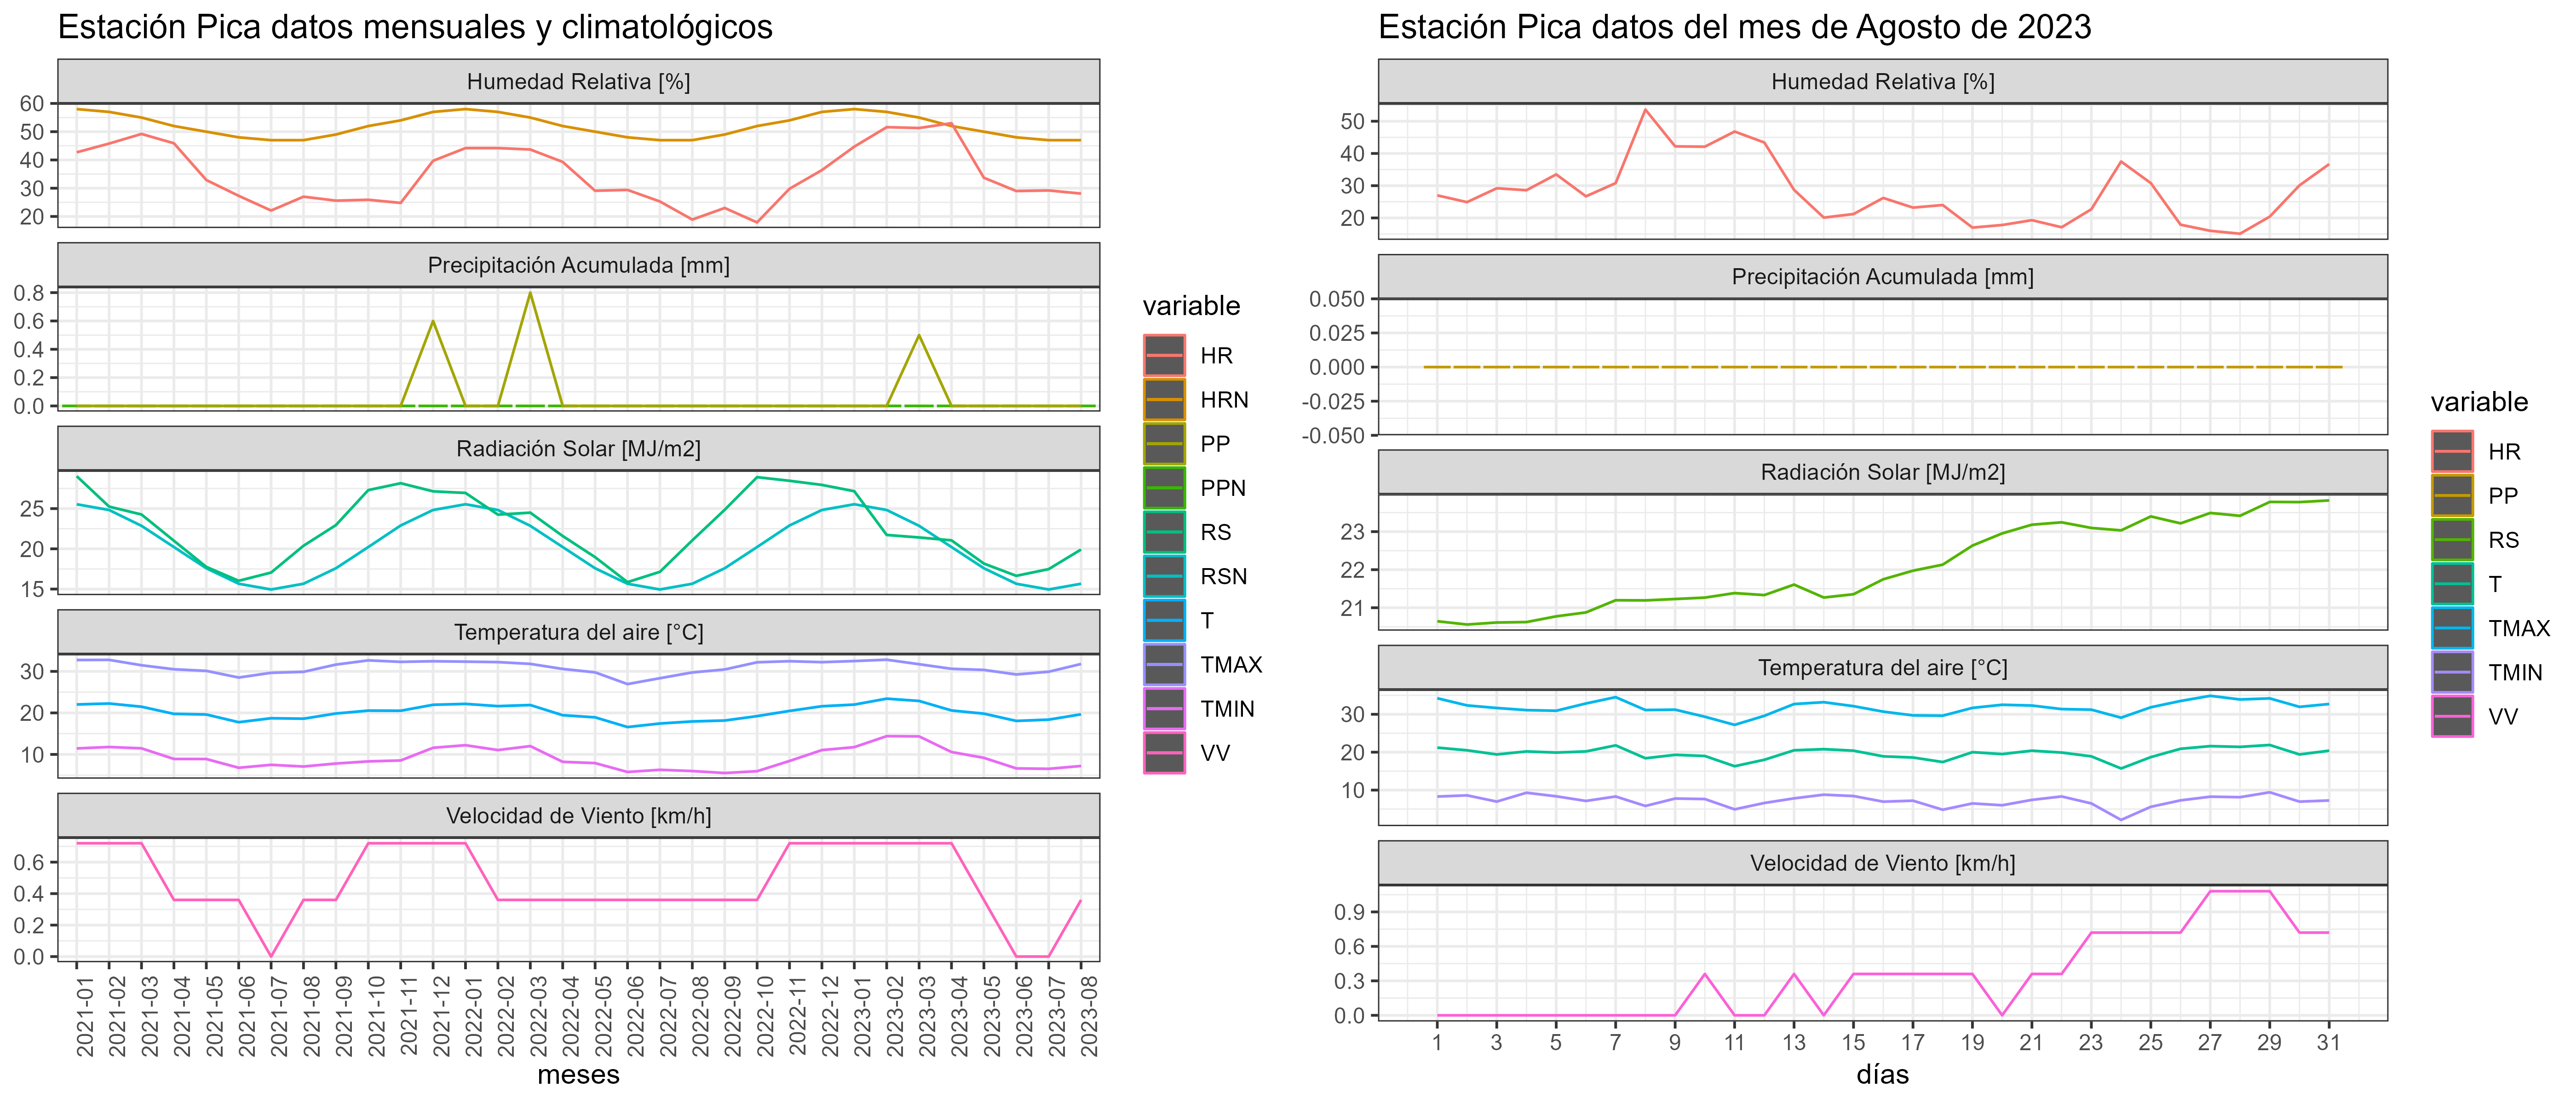 Estación Pica datos mensuales y climatológicos
Humedad Relativa [%]
60
50
40
30
20
Precipitación Acumulada [mm]
0.8
0.6
0.4
0.2
0.0
Radiación Solar [MJ/m2]
25
20
15
Temperatura del aire [°C]
30
20
10
Velocidad de Viento [km/h]
0.6
0.4
0.2
0.0
2021-01
2021-02
2021-03
2021-04
2021-05
2021-06
2021-07
2021-08
2021-09
2021-10
2021-11
2021-12
2022-01
2022-02
2022-03
2022-04
2022-05
2022-06
2022-07
2022-08
2022-09
2022-10
2022-11
2022-12
2023-01
2023-02
2023-03
2023-04
2023-05
2023-06
2023-07
2023-08
meses
variable
HR
HRN
PP
PPN
RS
RSN
T
TMAX
TMIN
VV
Estación Pica datos del mes de Agosto de 2023
Humedad Relativa [%]
50
40
30
20
Precipitación Acumulada [mm]
0.050
0.025
0.000
-0.025
-0.050
Radiación Solar [MJ/m2]
23
22
21
Temperatura del aire [°C]
30
20
10
Velocidad de Viento [km/h]
0.9
0.6
0.3
0.0
1 3 5 7 9 11 13 15 17 19 21 23 25 27 29 31
días
variable
HR
PP
RS
T
TMAX
TMIN
VV